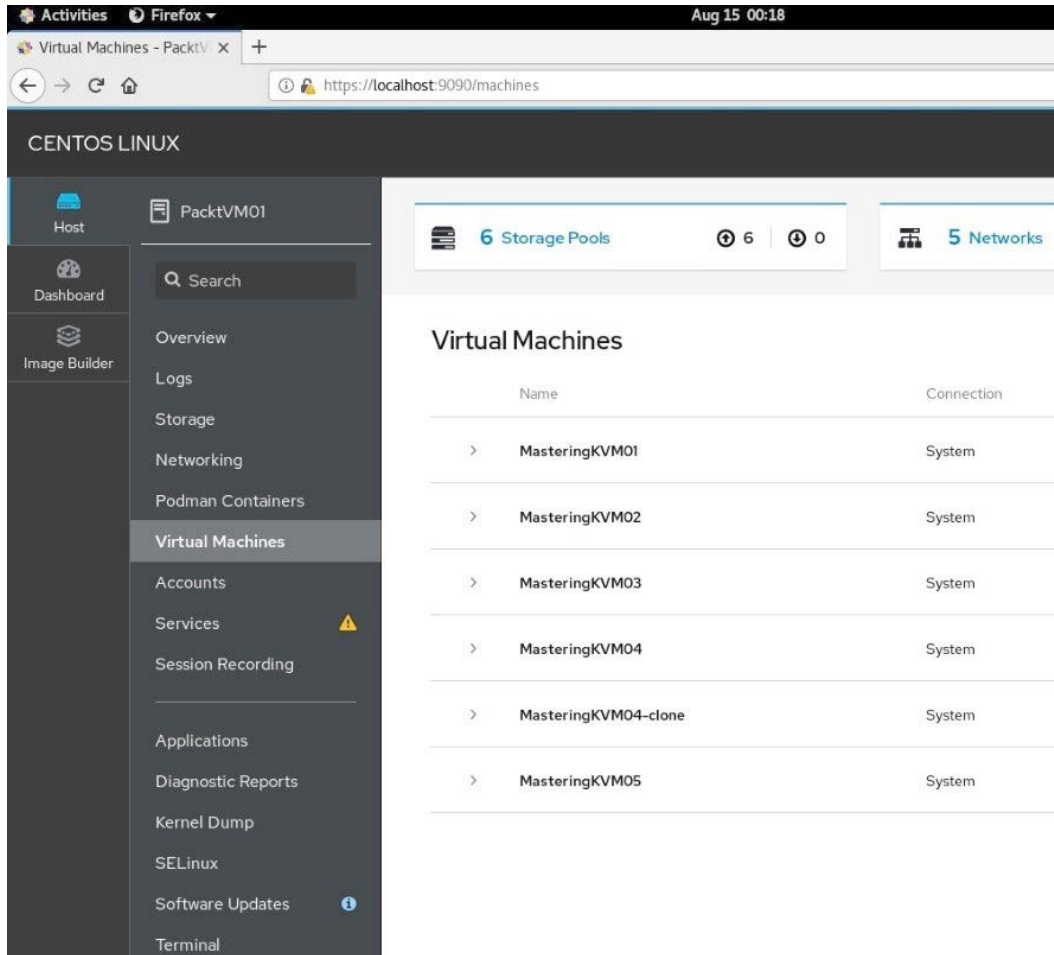 Activities Firefox Aug 15 00:18
Virtual Machines - PacktV
https://localhost:9090/machines
CENTOS LINUX
Host
Dashboard
Image Builder
PacktVM01
Search
Overview
Logs
Storage
Networking
Podman Containers
Virtual Machines
Accounts
Services
Session Recording
Applications
Diagnostic Reports
Kernel Dump
SELinux
Software Updates
Terminal
6 Storage Pools 6 0
5 Networks
Virtual Machines
Name Connection
MasteringKVM01 System
MasteringKVM02 System
MasteringKVM03 System
MasteringKVM04 System
MasteringKVM04-clone System
MasteringKVM05 System